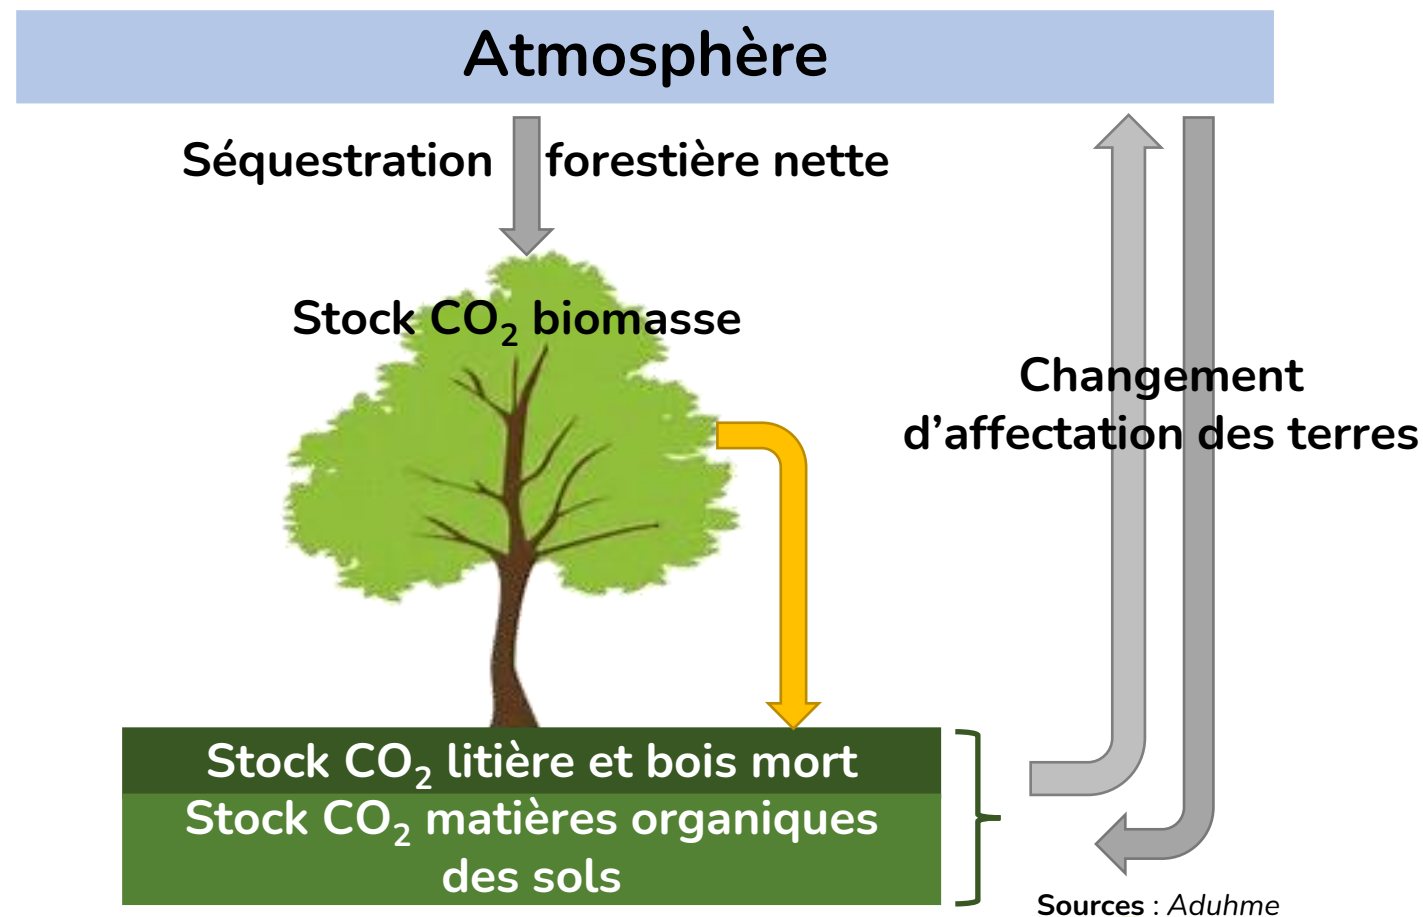 Atmosphère
Séquestration forestière nette
Stock CO₂ biomasse
Changement
d’affectation des terres
Stock CO₂ litière et bois mort
Stock CO₂ matières organiques
des sols
Sources : Aduhme